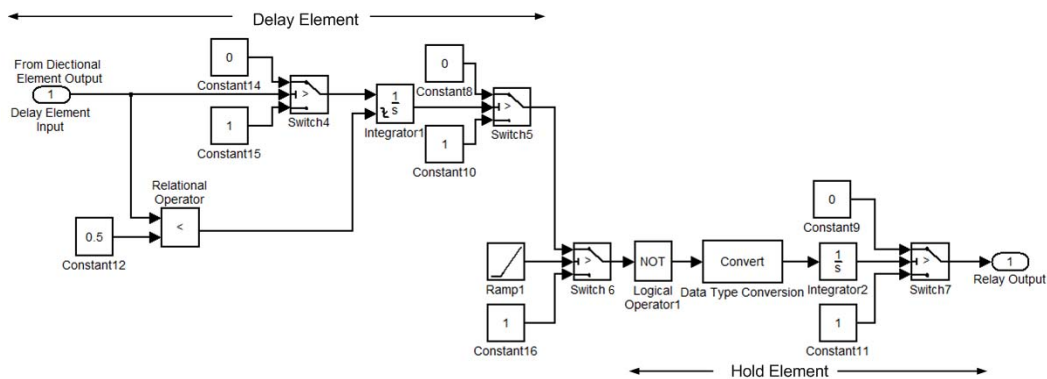 Delay Element
From Diectional
Element Output
1
Delay Element
Input
0
Constant14
1
Constant15
>
Switch4
1
s
Integrator1
0
Constant8
1
Constant10
>
Switch5
Relational
Operator
<
0.5
Constant12
Ramp1
1
Constant16
>
Switch 6
NOT
Logical
Operator1
Convert
Data Type Conversion
1
s
Integrator2
0
Constant9
1
Constant11
>
Switch7
1
Relay Output
Hold Element